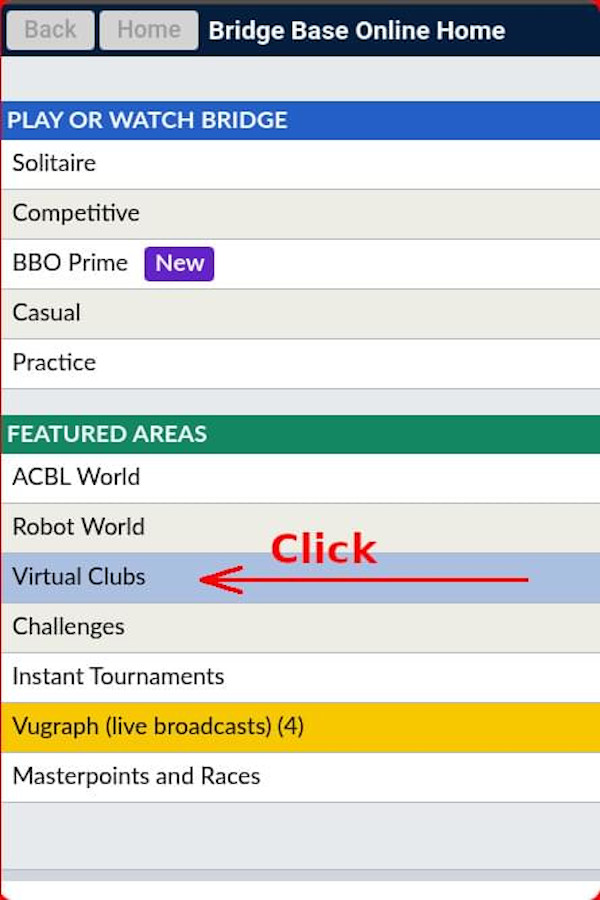 Back Home Bridge Base Online Home
PLAY OR WATCH BRIDGE
Solitaire
Competitive
BBO Prime New
Casual
Practice
FEATURED AREAS
ACBL World
Robot World
Click
Virtual Clubs
Challenges
Instant Tournaments
Vugraph (live broadcasts) (4)
Masterpoints and Races